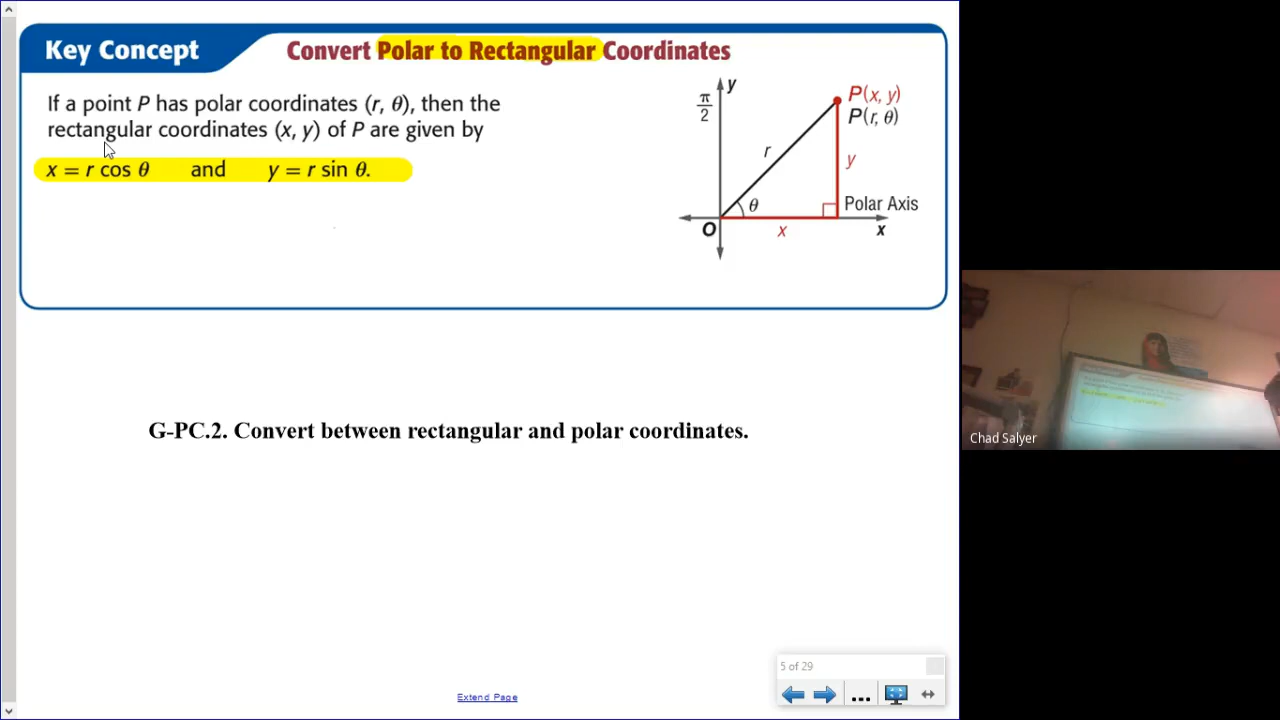 Key Concept
Convert Polar to Rectangular Coordinates
If a point P has polar coordinates (r, θ), then the
rectangular coordinates (x, y) of P are given by
x = r cos θ and y = r sin θ.
y
π
2
P(x, y)
P(r, θ)
r
y
θ
Polar Axis
O
x
x
G-PC.2. Convert between rectangular and polar coordinates.
Chad Salyer
5 of 29
...
Extend Page